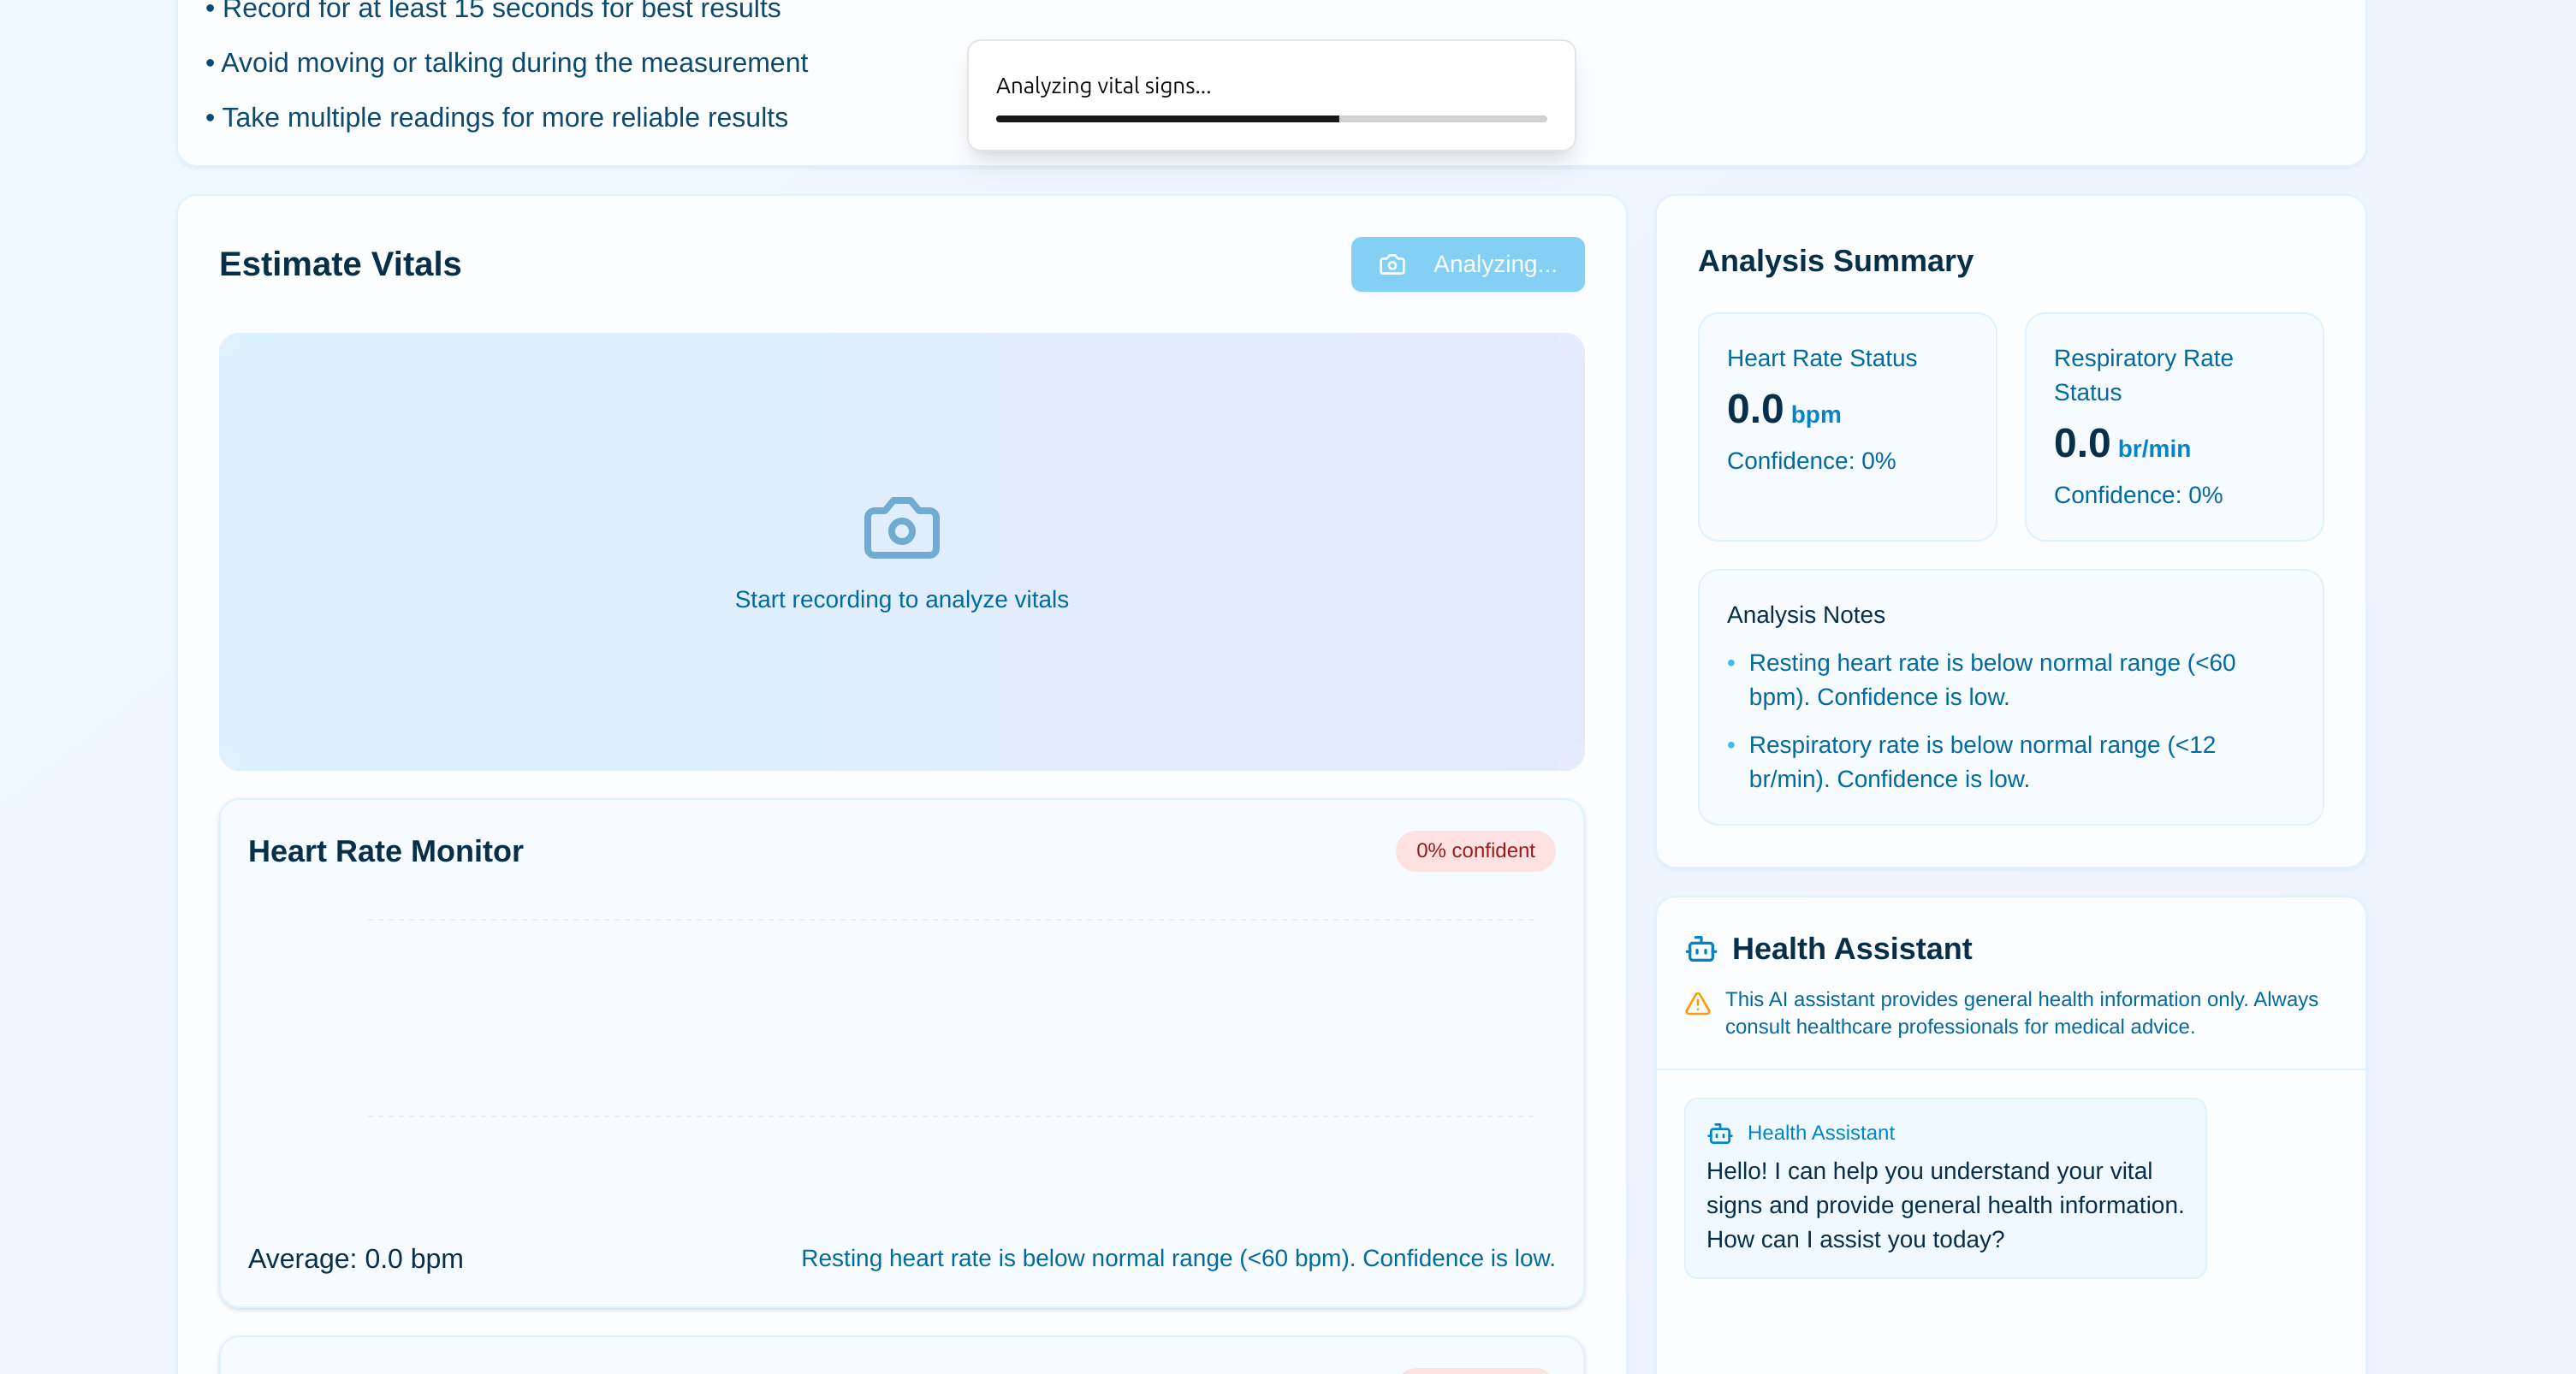 • Record for at least 15 seconds for best results
• Avoid moving or talking during the measurement
• Take multiple readings for more reliable results
Analyzing vital signs...
Estimate Vitals
Analyzing...
Start recording to analyze vitals
Heart Rate Monitor
0% confident
Average: 0.0 bpm
Resting heart rate is below normal range (<60 bpm). Confidence is low.
Analysis Summary
Heart Rate Status
0.0 bpm
Confidence: 0%
Respiratory Rate
Status
0.0 br/min
Confidence: 0%
Analysis Notes
• Resting heart rate is below normal range (<60
bpm). Confidence is low.
• Respiratory rate is below normal range (<12
br/min). Confidence is low.
Health Assistant
This AI assistant provides general health information only. Always
consult healthcare professionals for medical advice.
Health Assistant
Hello! I can help you understand your vital
signs and provide general health information.
How can I assist you today?